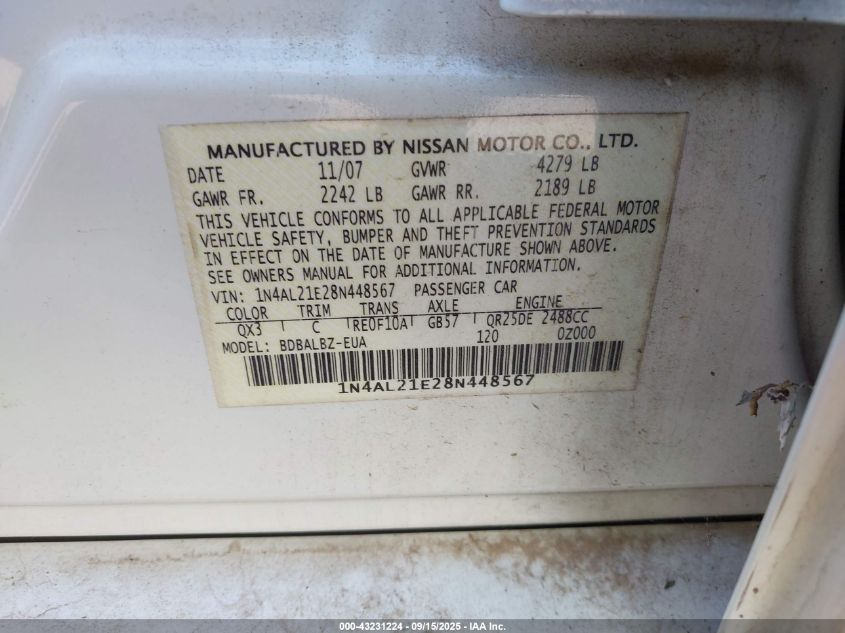 MANUFACTURED BY NISSAN MOTOR CO., LTD.
DATE 11/07 GVWR 4279 LB
GAWR FR. 2242 LB GAWR RR. 2189 LB
THIS VEHICLE CONFORMS TO ALL APPLICABLE FEDERAL MOTOR
VEHICLE SAFETY, BUMPER AND THEFT PREVENTION STANDARDS
IN EFFECT ON THE DATE OF MANUFACTURE SHOWN ABOVE.
SEE OWNERS MANUAL FOR ADDITIONAL INFORMATION.
VIN: 1N4AL21E28N448567 PASSENGER CAR
COLOR TRIM TRANS AXLE ENGINE
QX3 C RE0F10A GB57 QR25DE 2488CC
MODEL: BDBALBZ-EUA 120 0Z000
1N4AL21E28N448567
000-43231224 - 09/15/2025 - IAA Inc.